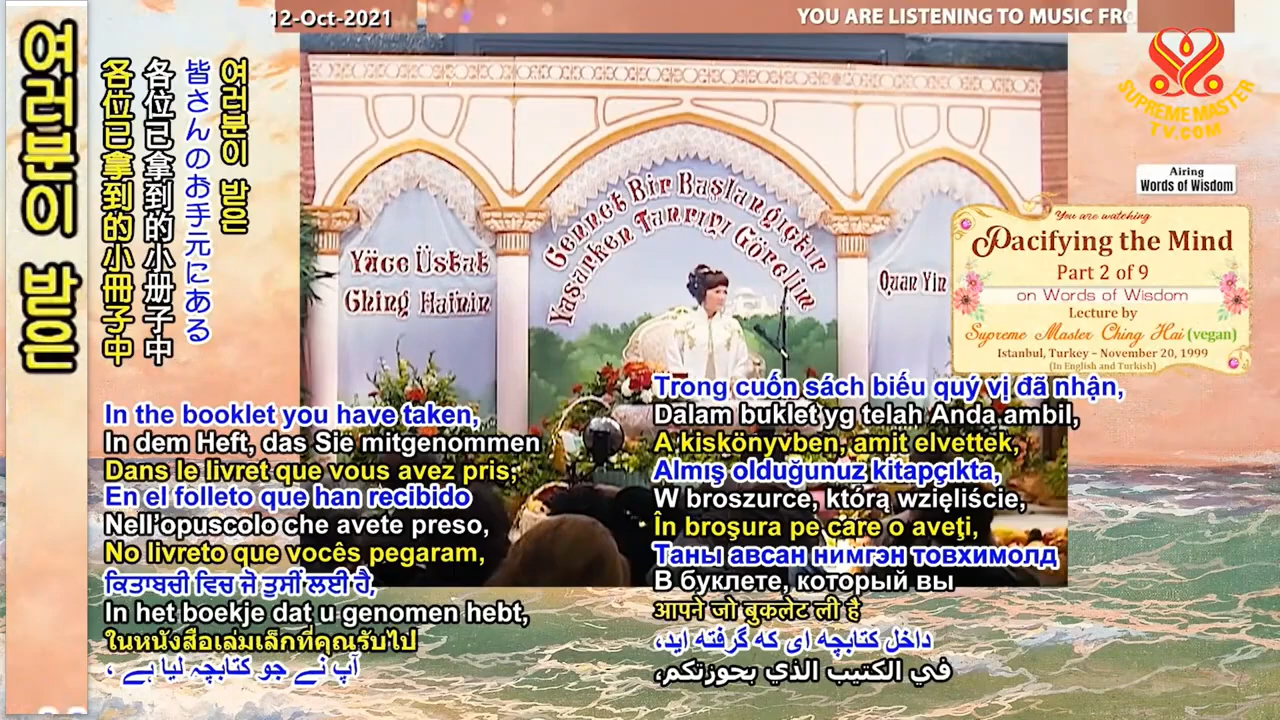 12-Oct-2021
YOU ARE LISTENING TO MUSIC FRO
SUPREME MASTER
TV.COM
Airing
Words of Wisdom
You are watching
Pacifying the Mind
Part 2 of 9
on Words of Wisdom
Lecture by
Supreme Master Ching Hai (vegan)
Istanbul, Turkey – November 20, 1999
(In English and Turkish)
여러분이 받은
여러분이 받은
皆さんのお手元にある
各位已拿到的小册子中
各位已拿到的小冊子中
Cennet Bir Başlangıçtır
Yaşarken Tanrıyı Görelim
Yüce Üstat
Ching Hai'nin
Quan Yin
In the booklet you have taken,
In dem Heft, das Sie mitgenommen
Dans le livret que vous avez pris,
En el folleto que han recibido
Nell'opuscolo che avete preso,
No livreto que vocês pegaram,
ਕਿਤਾਬਚੀ ਵਿਚ ਜੋ ਤੁਸੀਂ ਲਈ ਹੈ,
In het boekje dat u genomen hebt,
ในหนังสือเล่มเล็กที่คุณรับไป
آپ نے جو کتابچہ لیا ہے ،
Trong cuốn sách biếu quý vị đã nhận,
Dalam buklet yg telah Anda ambil,
A kiskönyvben, amit elvettek,
Almış olduğunuz kitapçıkta,
W broszurce, którą wzięliście,
În broşura pe care o aveţi,
Таны авсан нимгэн товхимолд
В буклете, который вы
आपने जो बुकलेट ली है
داخل کتابچه ای که گرفته اید،
في الكتيب الذي بحوزتكم،